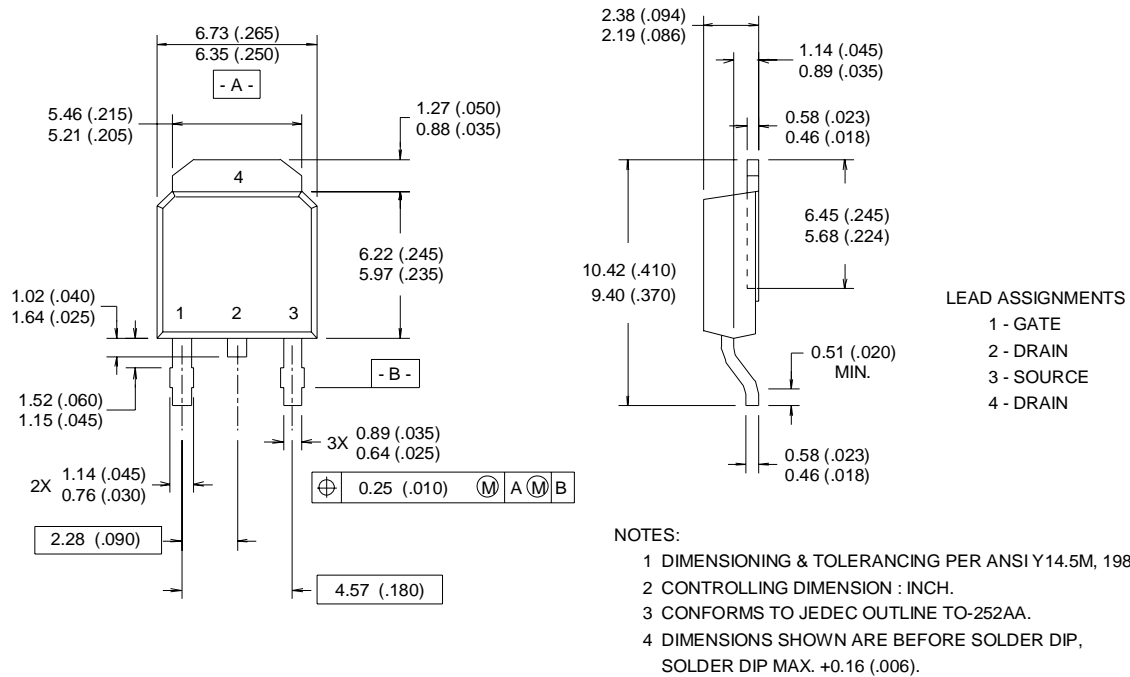 6.73 (.265)
6.35 (.250)
- A -
5.46 (.215)
5.21 (.205)
1.27 (.050)
0.88 (.035)
4
6.22 (.245)
5.97 (.235)
1.02 (.040)
1.64 (.025)
1 2 3
- B -
1.52 (.060)
1.15 (.045)
3X 0.89 (.035)
0.64 (.025)
2X 1.14 (.045)
0.76 (.030)
⌖ 0.25 (.010) Ⓜ A Ⓜ B
2.28 (.090)
4.57 (.180)
2.38 (.094)
2.19 (.086)
1.14 (.045)
0.89 (.035)
0.58 (.023)
0.46 (.018)
6.45 (.245)
5.68 (.224)
10.42 (.410)
9.40 (.370)
0.51 (.020)
MIN.
0.58 (.023)
0.46 (.018)
LEAD ASSIGNMENTS
1 - GATE
2 - DRAIN
3 - SOURCE
4 - DRAIN
NOTES:
1 DIMENSIONING & TOLERANCING PER ANSI Y14.5M, 198
2 CONTROLLING DIMENSION : INCH.
3 CONFORMS TO JEDEC OUTLINE TO-252AA.
4 DIMENSIONS SHOWN ARE BEFORE SOLDER DIP,
SOLDER DIP MAX. +0.16 (.006).